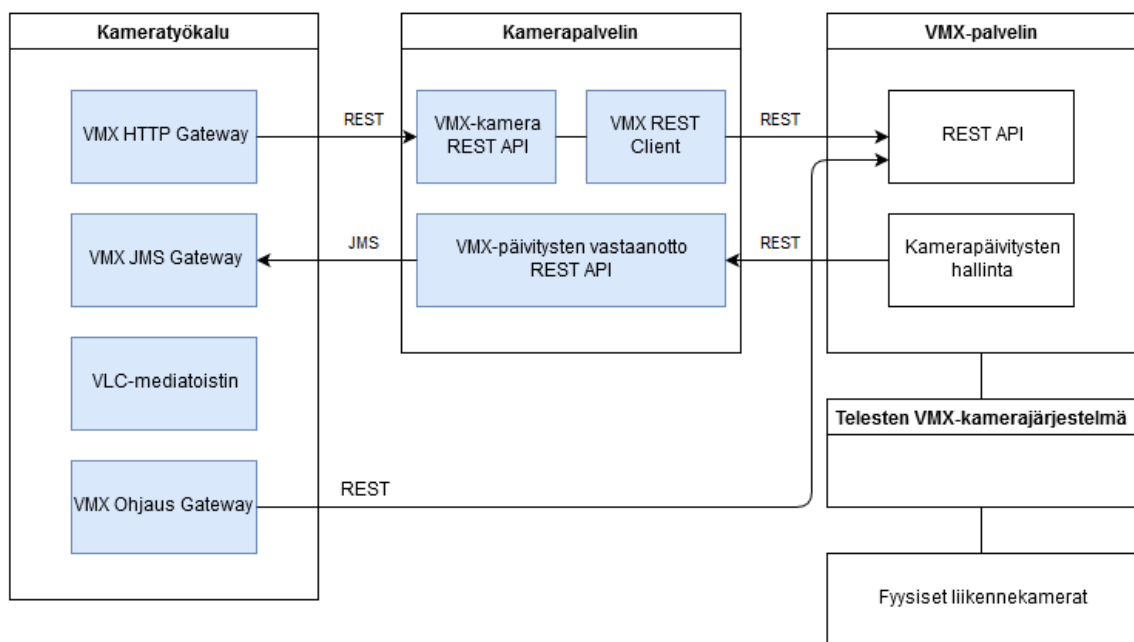 Kameratyökalu
Kamerapalvelin
VMX-palvelin
VMX HTTP Gateway
REST
VMX-kamera
REST API
VMX REST
Client
REST
REST API
VMX JMS Gateway
JMS
VMX-päivitysten vastaanotto
REST API
REST
Kamerapäivitysten
hallinta
VLC-mediatoistin
Telesten VMX-kamerajärjestelmä
VMX Ohjaus Gateway
REST
Fyysiset liikennekamerat